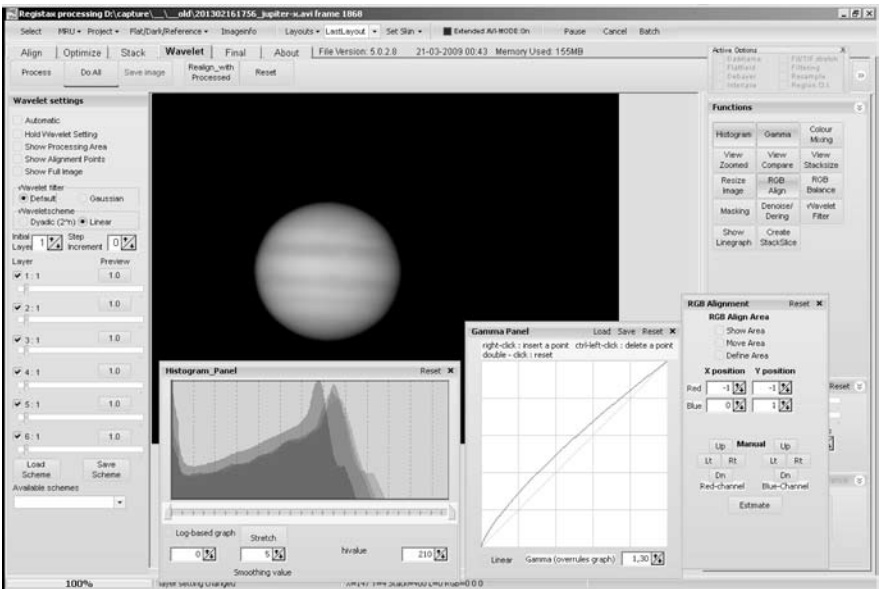 Registax processing D:\capture\__\__old\201302161756_jupiter-x.avi frame 1868
Select MRU Project Flat/Dark/Reference Imageinfo Layouts LastLayout Set Skin Extended AVI-MODE:On Pause Cancel Batch
Align Optimize Stack Wavelet Final About File Version: 5.0.2.8 21-03-2009 00:43 Memory Used: 155MB
Process Do All Save image Realign_with Processed Reset
Active Options X
Flatfield Filtering
Debayer Resample
Wavelet settings
Automatic
Hold Wavelet Setting
Show Processing Area
Show Alignment Points
Show Full Image
Wavelet filter
Default Gaussian
Waveletscheme
Dyadic (2^n) Linear
Initial Layer 1 Step Increment 0
Layer Preview
1 : 1 1.0
2 : 1 1.0
3 : 1 1.0
4 : 1 1.0
5 : 1 1.0
6 : 1 1.0
Load Scheme Save Scheme
Available schemes
100%
Functions
Histogram Gamma Colour Mixing
View Zoomed View Compare View Stacksize
Resize Image RGB Align RGB Balance
Masking Denoise/ Dering Wavelet Filter
Show Linegraph Create StackSlice
Histogram_Panel Reset
Log-based graph Stretch
0 5 hivalue 210
Smoothing value
Gamma Panel Load Save Reset
right-click : insert a point ctrl-left-click : delete a point
double - click : reset
Linear Gamma (overrules graph) 1,30
RGB Alignment Reset
RGB Align Area
Show Area
Move Area
Define Area
X position Y position
Red -1 -1
Blue 0 1
Up Manual Up
Lt Rt Lt Rt
Dn Dn
Red-channel Blue-Channel
Estimate
Reset